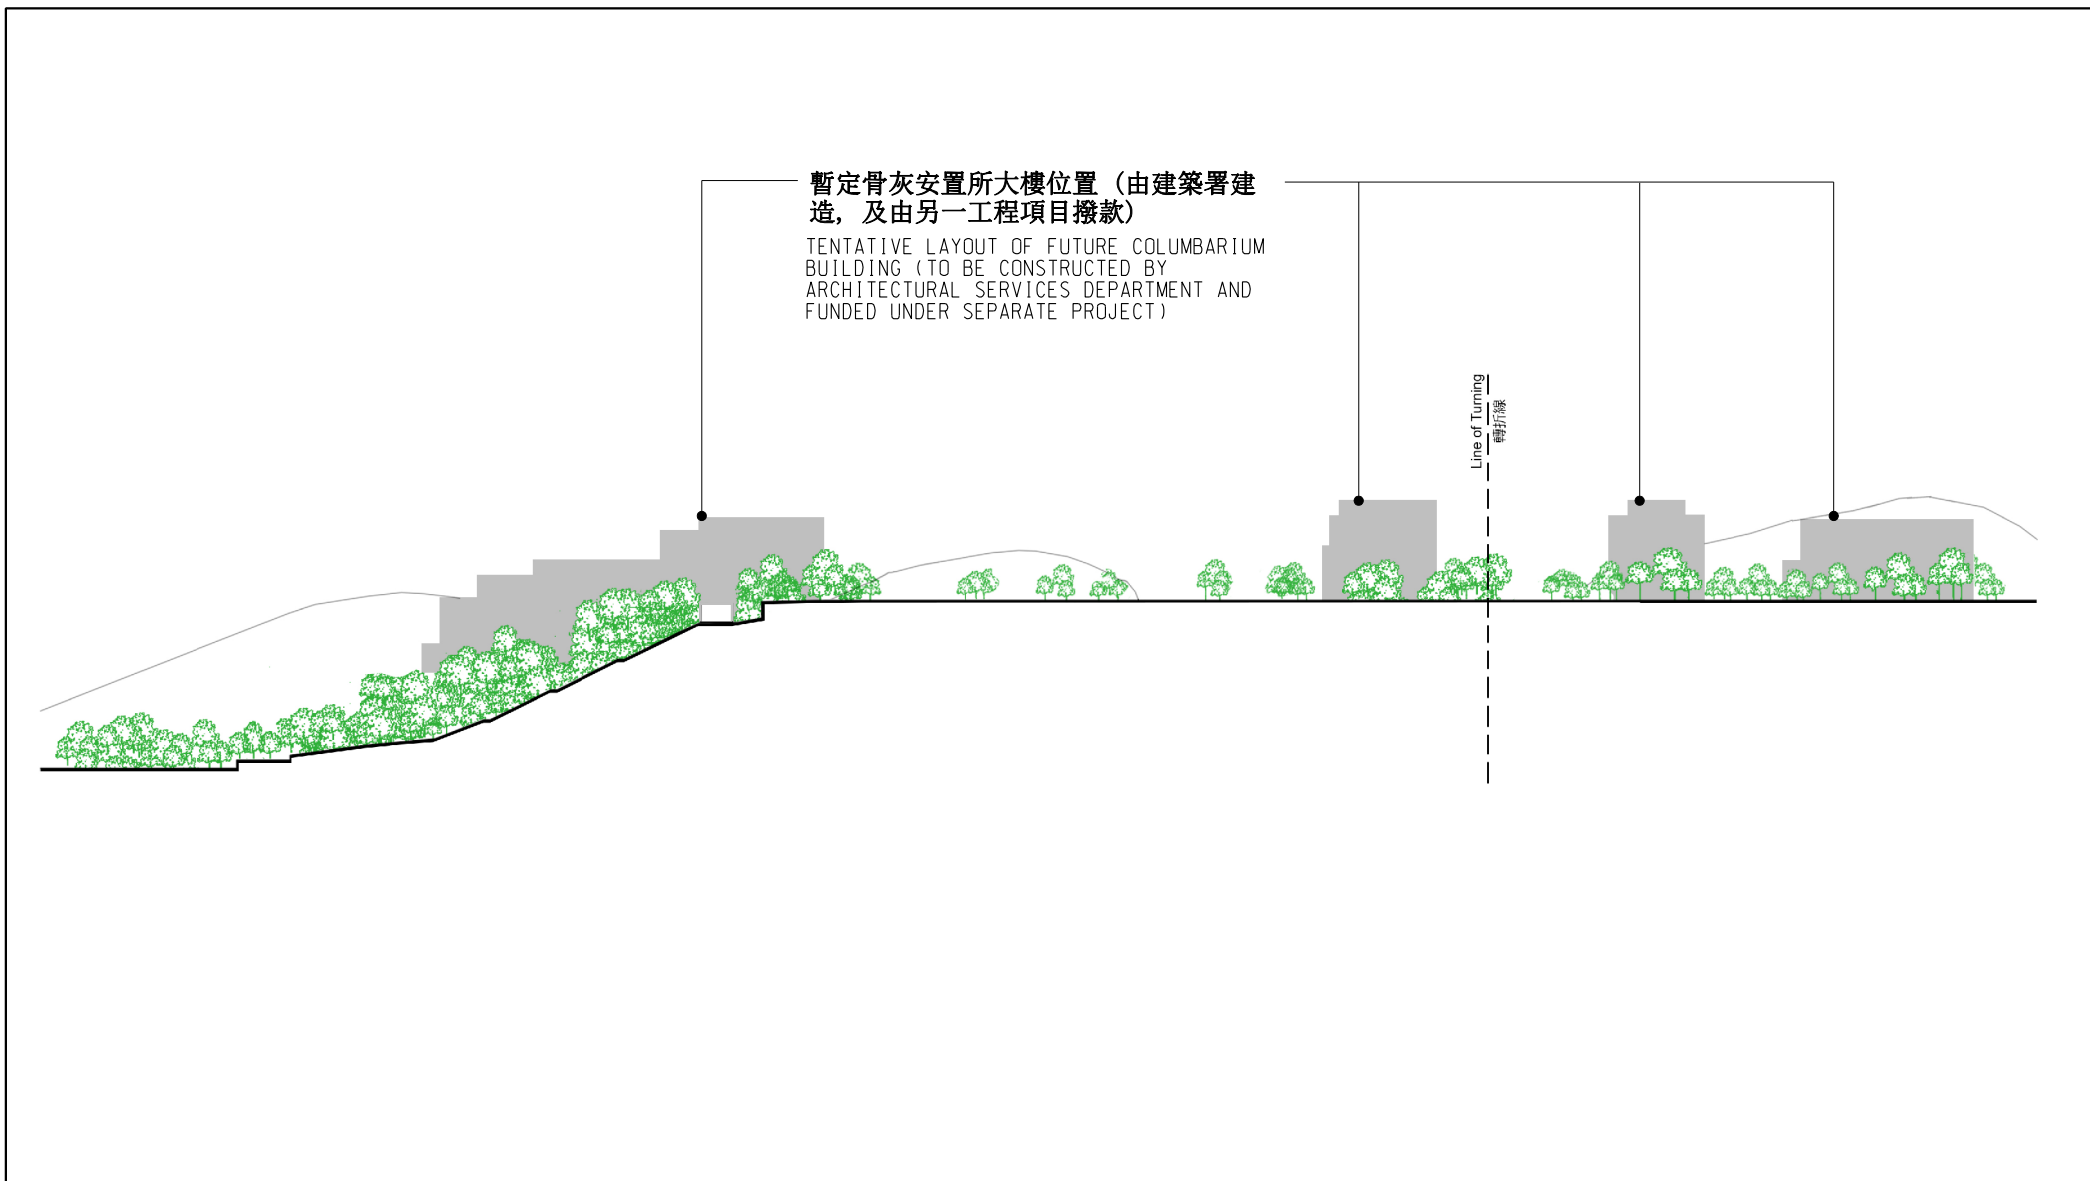 暫定骨灰安置所大樓位置 (由建築署建
造, 及由另一工程項目撥款)
TENTATIVE LAYOUT OF FUTURE COLUMBARIUM
BUILDING (TO BE CONSTRUCTED BY
ARCHITECTURAL SERVICES DEPARTMENT AND
FUNDED UNDER SEPARATE PROJECT)
Line of Turning
轉折線